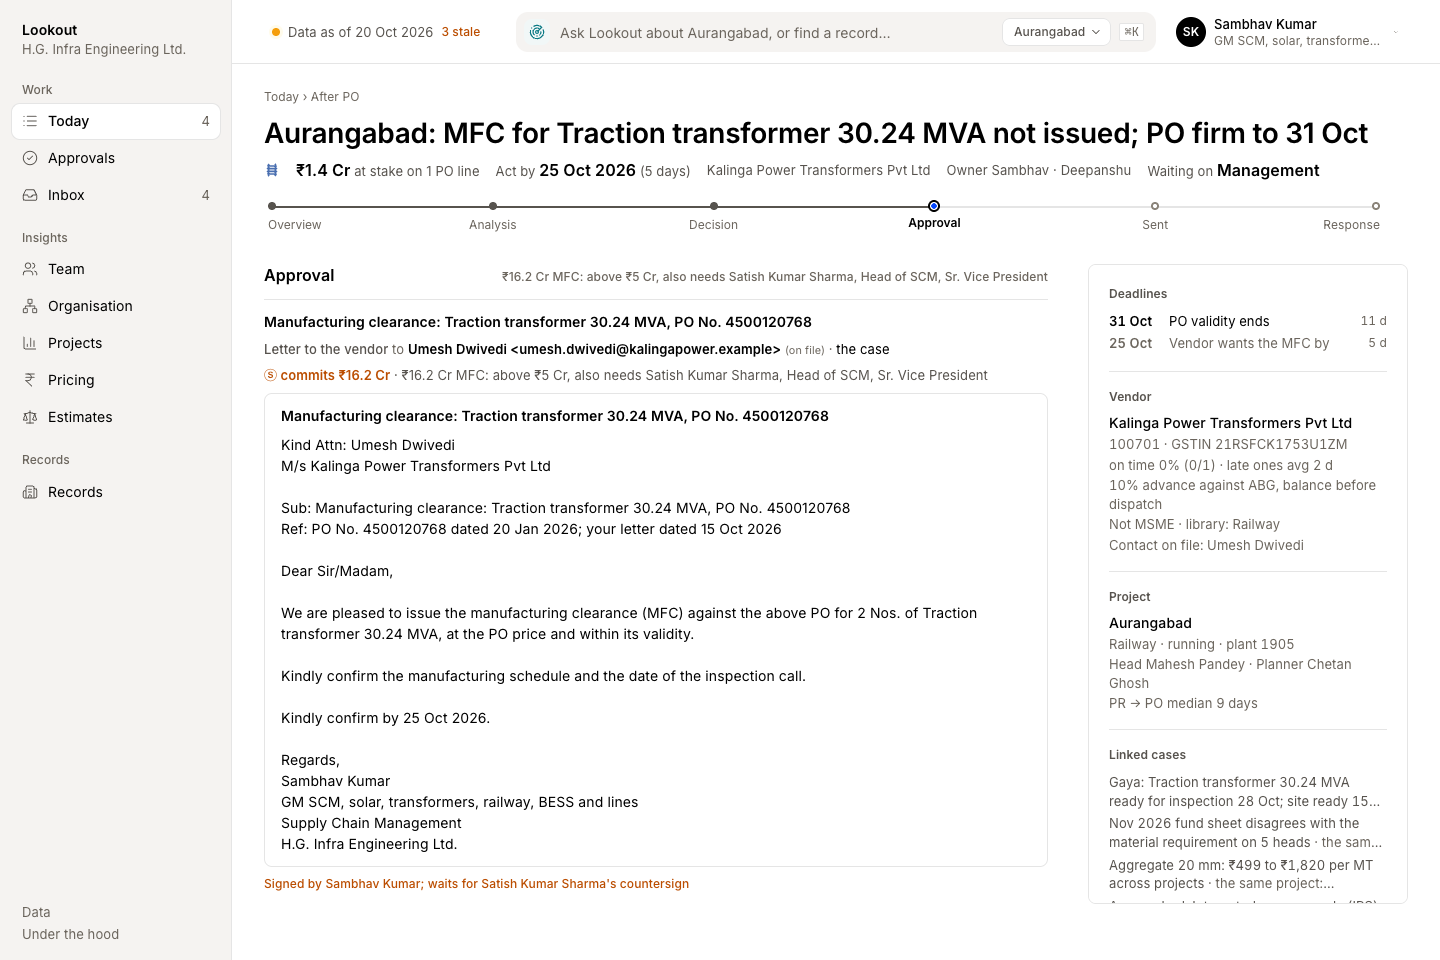 Lookout
H.G. Infra Engineering Ltd.
Work
Today 4
Approvals
Inbox 4
Insights
Team
Organisation
Projects
Pricing
Estimates
Records
Records
Data
Under the hood
Data as of 20 Oct 2026 3 stale
Ask Lookout about Aurangabad, or find a record...
Aurangabad
⌘K
SK
Sambhav Kumar
GM SCM, solar, transforme...
Today › After PO
Aurangabad: MFC for Traction transformer 30.24 MVA not issued; PO firm to 31 Oct
₹1.4 Cr at stake on 1 PO line Act by 25 Oct 2026 (5 days) Kalinga Power Transformers Pvt Ltd Owner Sambhav · Deepanshu Waiting on Management
Overview Analysis Decision Approval Sent Response
Approval
₹16.2 Cr MFC: above ₹5 Cr, also needs Satish Kumar Sharma, Head of SCM, Sr. Vice President
Manufacturing clearance: Traction transformer 30.24 MVA, PO No. 4500120768
Letter to the vendor to Umesh Dwivedi <umesh.dwivedi@kalingapower.example> (on file) · the case
S commits ₹16.2 Cr · ₹16.2 Cr MFC: above ₹5 Cr, also needs Satish Kumar Sharma, Head of SCM, Sr. Vice President
Manufacturing clearance: Traction transformer 30.24 MVA, PO No. 4500120768
Kind Attn: Umesh Dwivedi
M/s Kalinga Power Transformers Pvt Ltd
Sub: Manufacturing clearance: Traction transformer 30.24 MVA, PO No. 4500120768
Ref: PO No. 4500120768 dated 20 Jan 2026; your letter dated 15 Oct 2026
Dear Sir/Madam,
We are pleased to issue the manufacturing clearance (MFC) against the above PO for 2 Nos. of Traction
transformer 30.24 MVA, at the PO price and within its validity.
Kindly confirm the manufacturing schedule and the date of the inspection call.
Kindly confirm by 25 Oct 2026.
Regards,
Sambhav Kumar
GM SCM, solar, transformers, railway, BESS and lines
Supply Chain Management
H.G. Infra Engineering Ltd.
Signed by Sambhav Kumar; waits for Satish Kumar Sharma's countersign
Deadlines
31 Oct PO validity ends 11 d
25 Oct Vendor wants the MFC by 5 d
Vendor
Kalinga Power Transformers Pvt Ltd
100701 · GSTIN 21RSFCK1753U1ZM
on time 0% (0/1) · late ones avg 2 d
10% advance against ABG, balance before
dispatch
Not MSME · library: Railway
Contact on file: Umesh Dwivedi
Project
Aurangabad
Railway · running · plant 1905
Head Mahesh Pandey · Planner Chetan
Ghosh
PR → PO median 9 days
Linked cases
Gaya: Traction transformer 30.24 MVA
ready for inspection 28 Oct; site ready 15...
Nov 2026 fund sheet disagrees with the
material requirement on 5 heads · the sam...
Aggregate 20 mm: ₹499 to ₹1,820 per MT
across projects · the same project:...